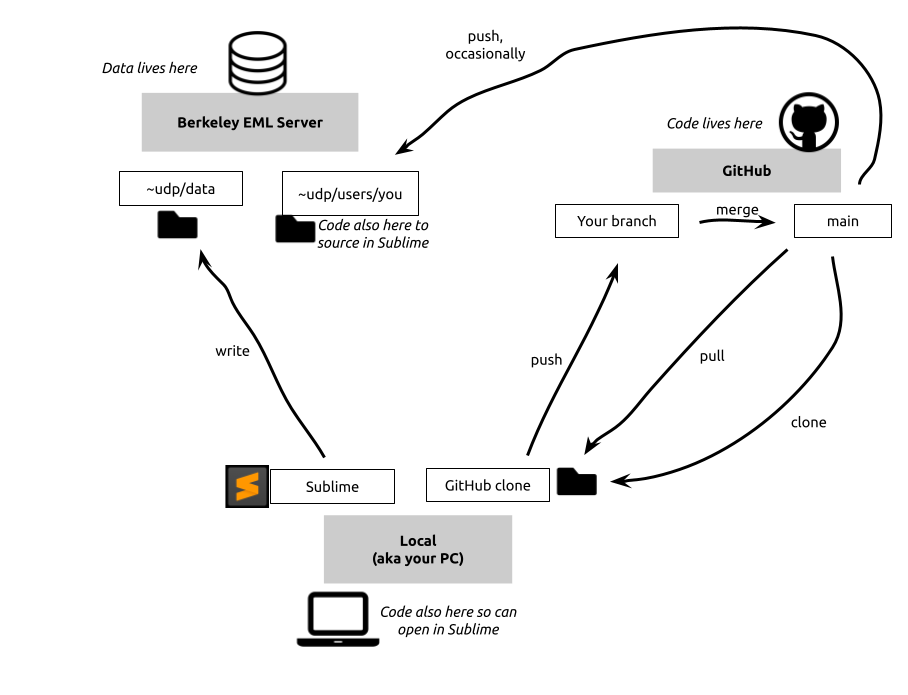 push,
occasionally
Data lives here
Berkeley EML Server
Code lives here
GitHub
~udp/data
~udp/users/you
Code also here to
source in Sublime
Your branch
merge
main
write
push
pull
clone
Sublime
GitHub clone
Local
(aka your PC)
Code also here so can
open in Sublime